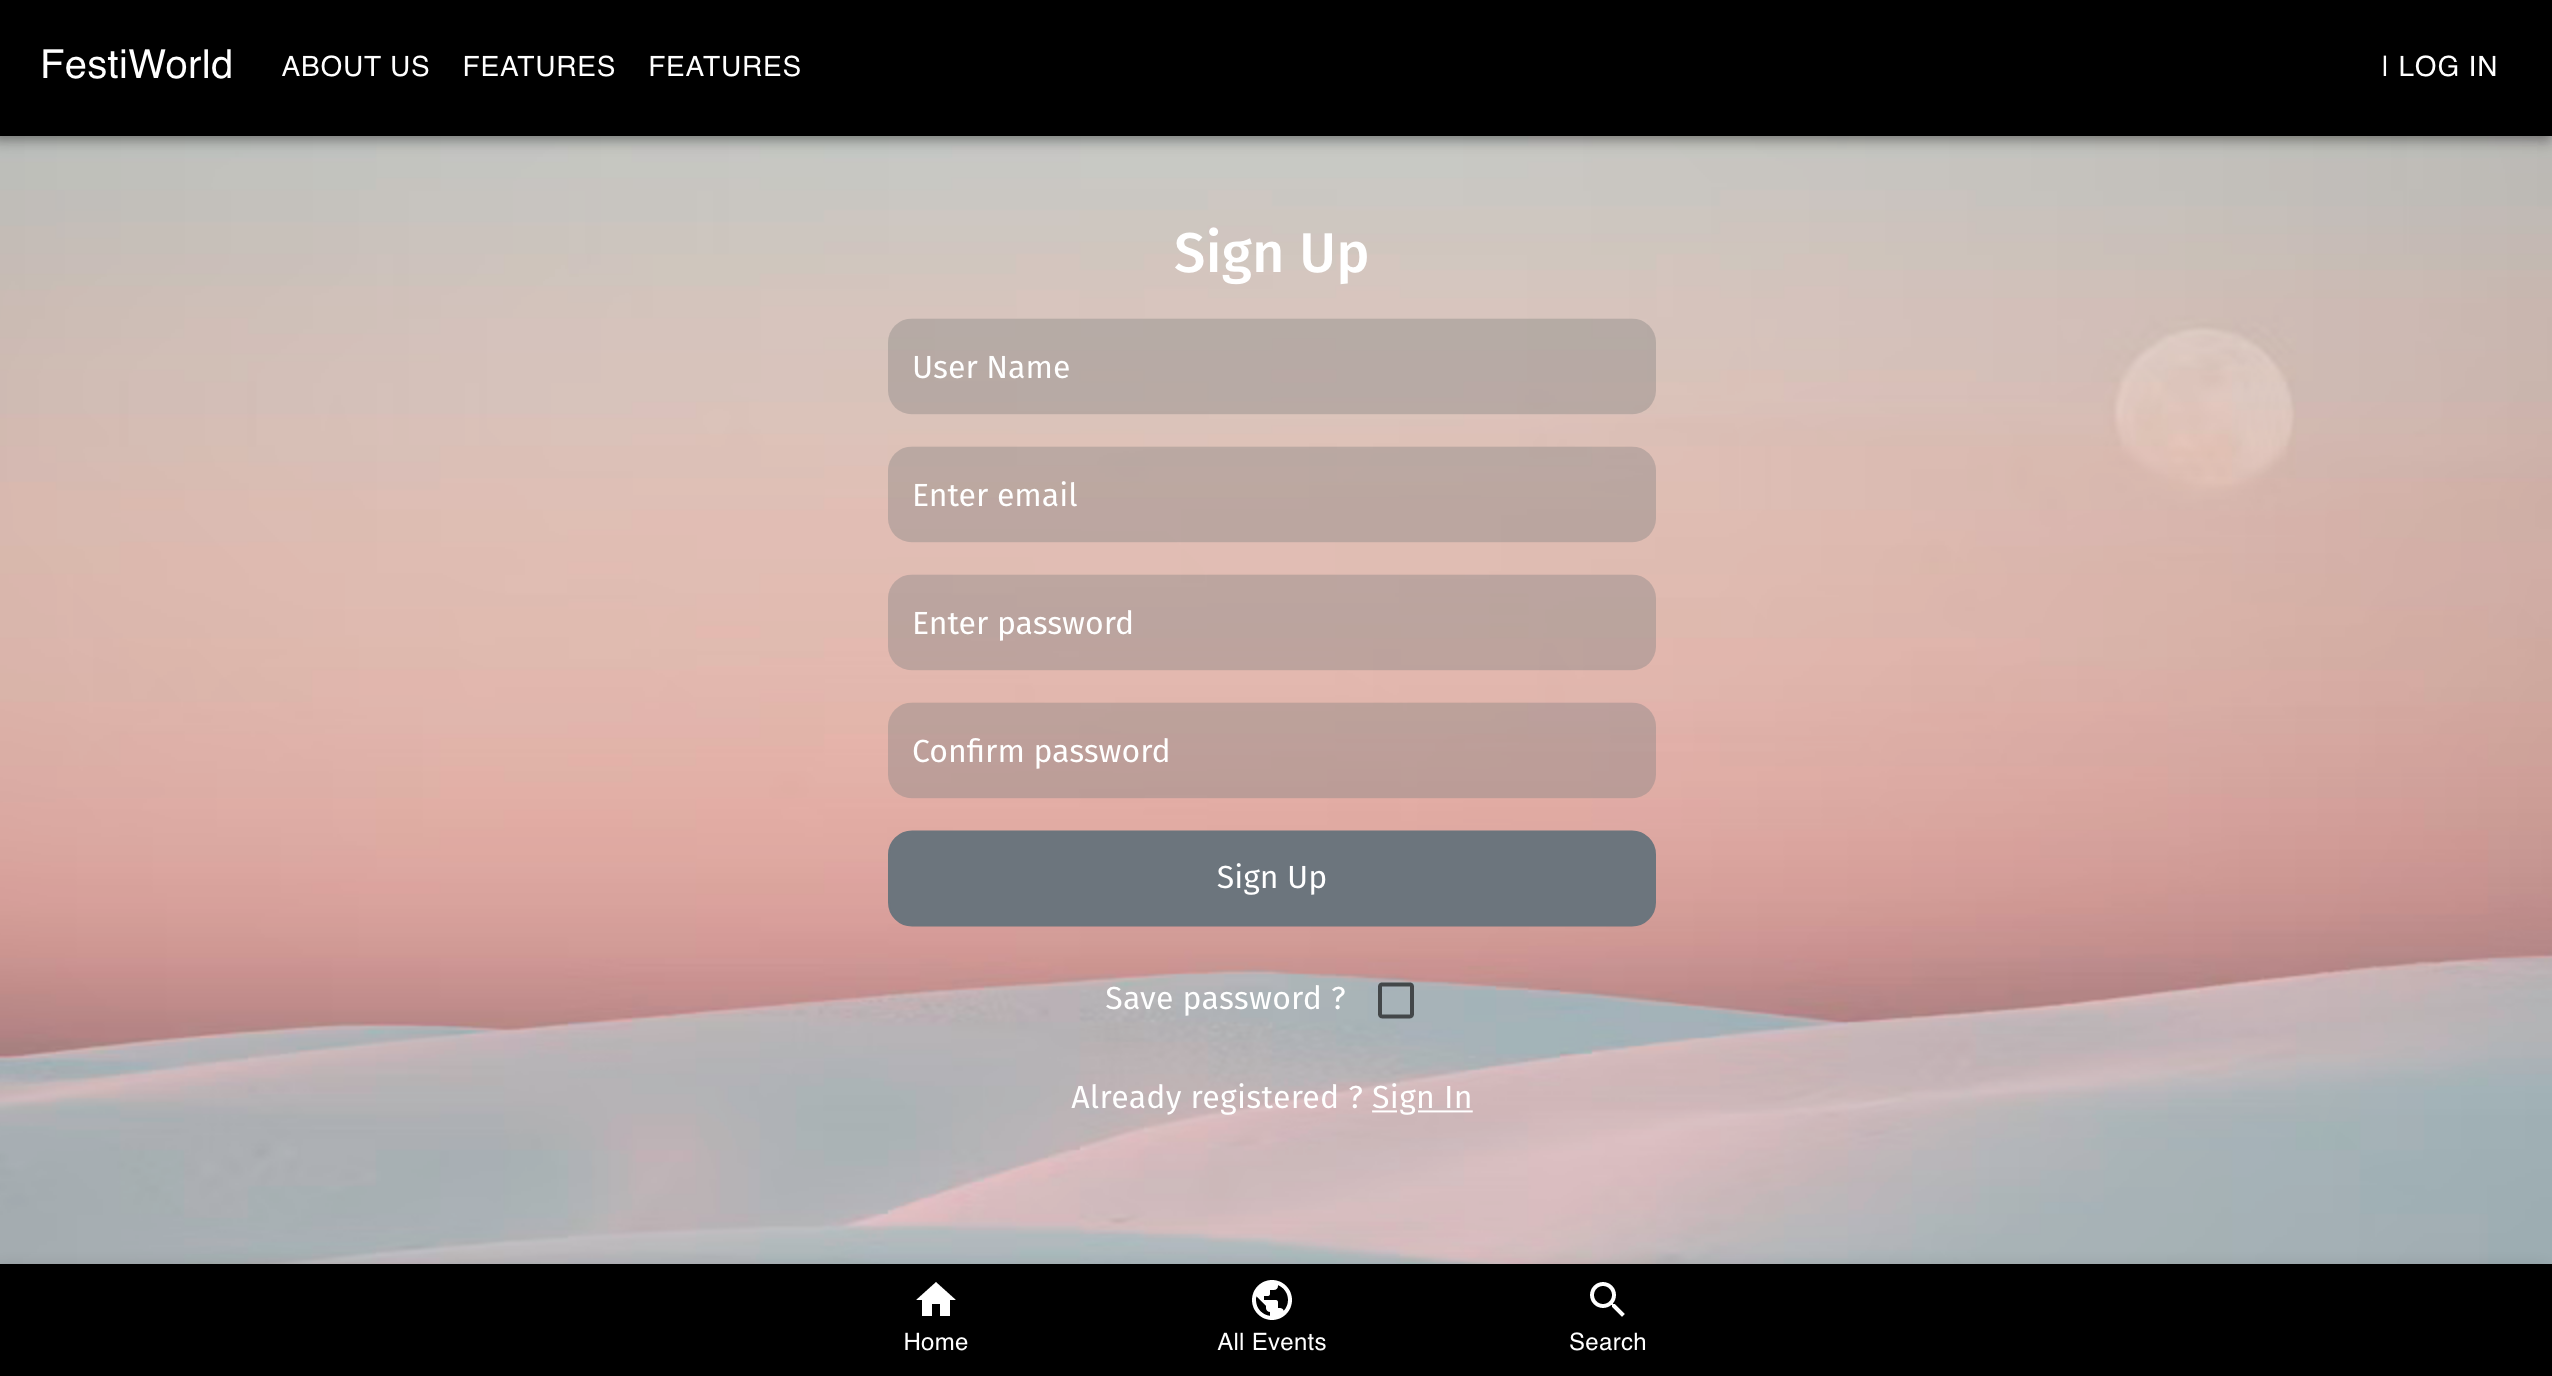 FestiWorld ABOUT US FEATURES FEATURES | LOG IN
Sign Up
User Name
Enter email
Enter password
Confirm password
Sign Up
Save password ?
Already registered ? Sign In
Home All Events Search